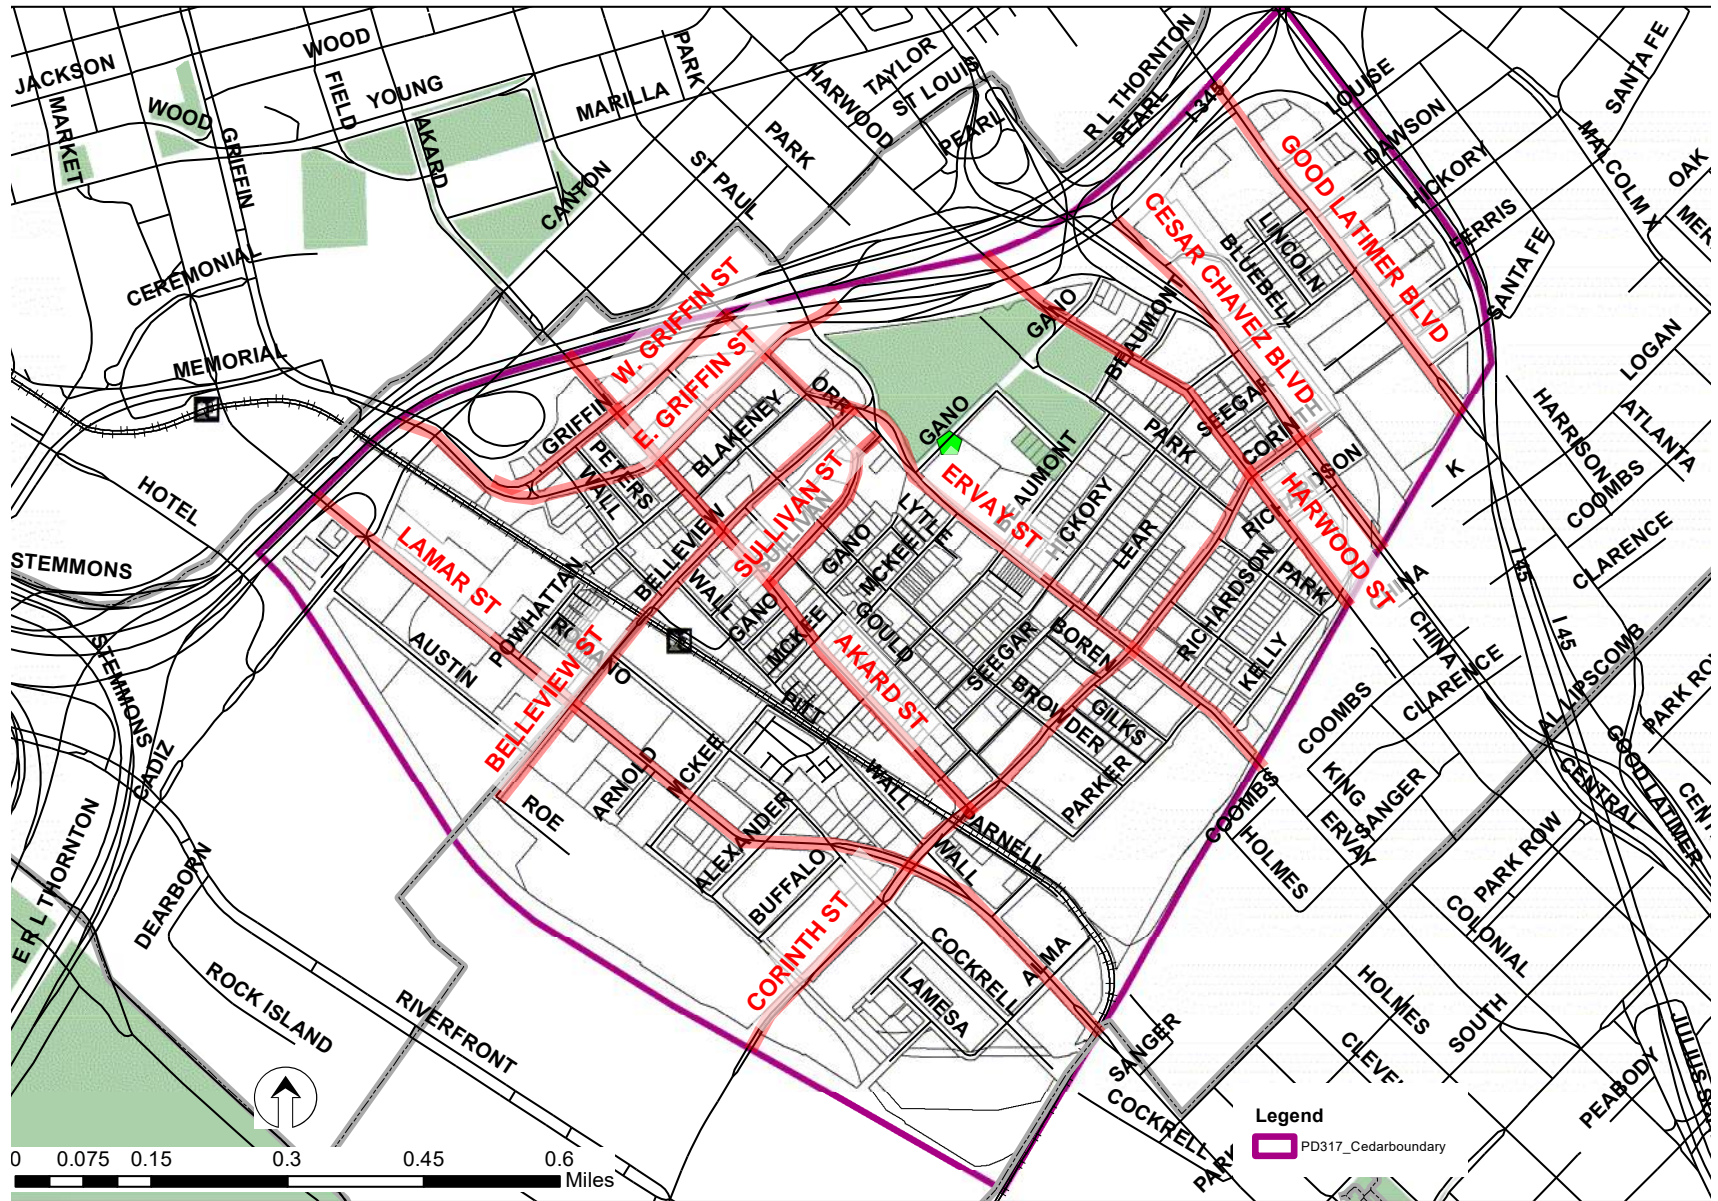 WOOD
JACKSON
FIELD
YOUNG
PARK
HARWOOD
TAYLOR
ST LOUIS
R L THORNTON
PEARL
I 345
LOUISE
SANTA FE
MARKET
WOOD
GRIFFIN
AKARD
MARILLA
PARK
PEARL
DAWSON
HICKORY
MALCOLM X
OAK
CANTON
ST PAUL
GOOD LATIMER BLVD
CESAR CHAVEZ BLVD
LINCOLN
BLUEBELL
FERRIS
SANTA FE
CEREMONIAL
MEMORIAL
W. GRIFFIN ST
E. GRIFFIN ST
GANO
BEAUMONT
LOGAN
HARRISON
ATLANTA
COOMBS
CLARENCE
K
GRIFFIN
PETERS
WALL
BLAKENEY
ORR
GANO
BEAUMONT
PARK
SEEGAR
CORINTH
HOTEL
STEMMONS
LAMAR ST
BELLEVIEW
SULLIVAN ST
SULLIVAN
LYTLE
GANO
MCKEE
ERVAY ST
HICKORY
LEAR
HARWOOD ST
RICHARDSON
PARK
CHINA
CHINA
I 45
I 45
AL LIPSCOMB
PARK ROW
POWHATTAN
AUSTIN
WALL
GANO
MCKEE
GOULD
AKARD ST
SEEGAR
BOREN
BROWDER
GILKS
RICHARDSON
KELLY
BELLEVIEW ST
STEMMONS
CADIZ
ROE
ARNOLD
MCKEE
WALL
PARKER
PARNELL
WALL
COOMBS
CLARENCE
COOMBS
KING
SANGER
ERVAY
HOLMES
CENTRAL
GOOD LATIMER
E R L THORNTON
DEARBORN
ALEXANDER
BUFFALO
CORINTH ST
COCKRELL
ALMA
LAMESA
PARK ROW
COLONIAL
HOLMES
SOUTH
PEABODY
ROCK ISLAND
RIVERFRONT
SANGER
COCKRELL
Legend
PD317_Cedarboundary
0 0.075 0.15 0.3 0.45 0.6
Miles